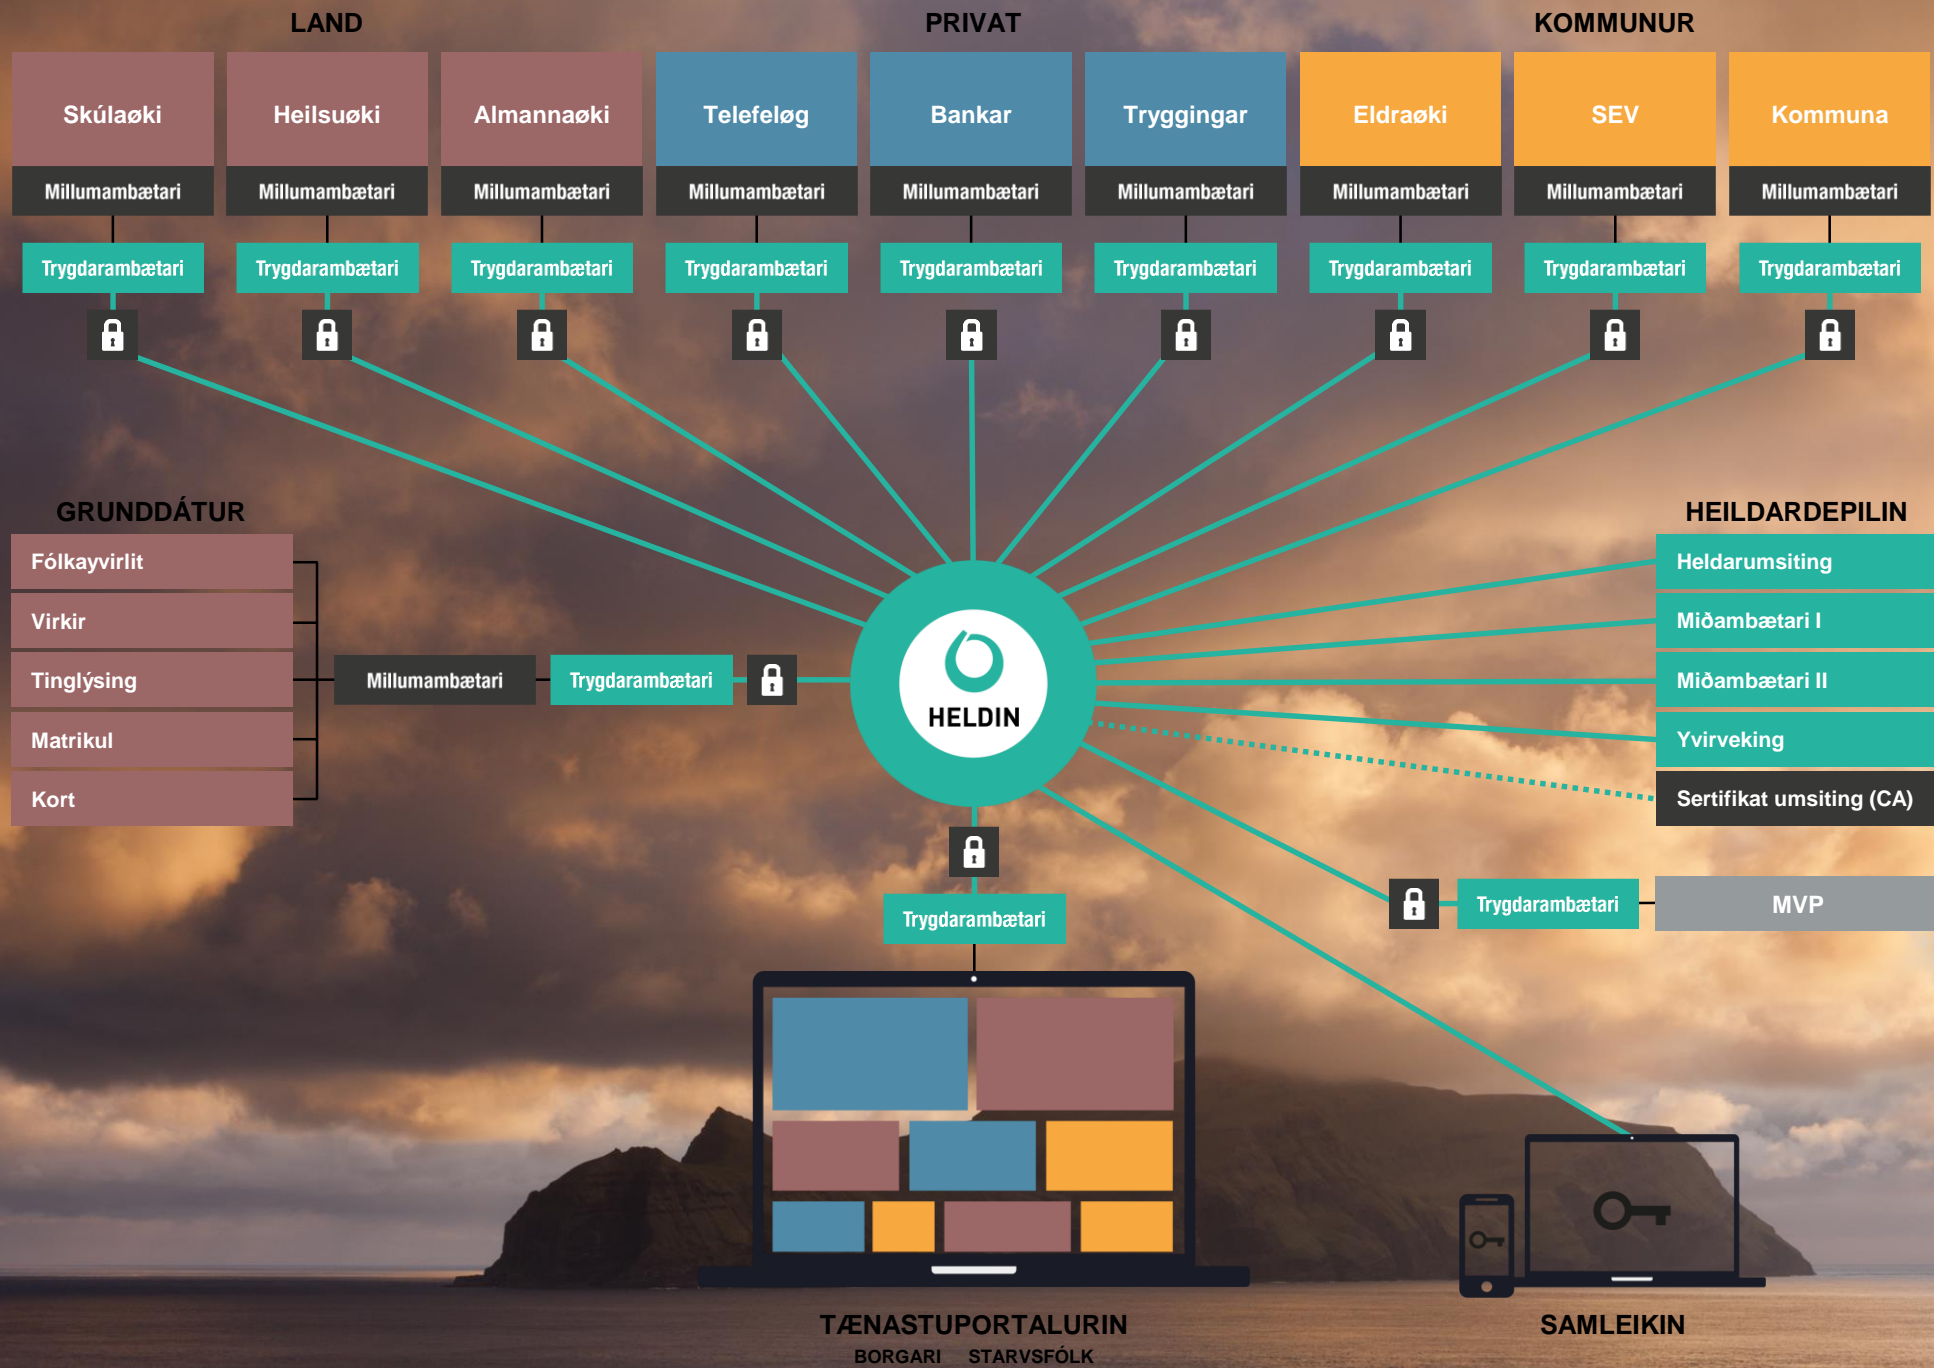 LAND
PRIVAT
KOMMUNUR
Skúlaøki
Heilsuøki
Almannaøki
Telefeløg
Bankar
Tryggingar
Eldraøki
SEV
Kommuna
Millumambætari
Millumambætari
Millumambætari
Millumambætari
Millumambætari
Millumambætari
Millumambætari
Millumambætari
Millumambætari
Trygdarambætari
Trygdarambætari
Trygdarambætari
Trygdarambætari
Trygdarambætari
Trygdarambætari
Trygdarambætari
Trygdarambætari
Trygdarambætari
GRUNDDÁTUR
Fólkayvirlit
Virkir
Tinglýsing
Matrikul
Kort
Millumambætari
Trygdarambætari
HELDIN
HEILDARDEPILIN
Heldarumsiting
Miðambætari I
Miðambætari II
Yvirveking
Sertifikat umsiting (CA)
Trygdarambætari
MVP
Trygdarambætari
TÆNASTUPORTALURIN
BORGARI STARVSFÓLK
SAMLEIKIN